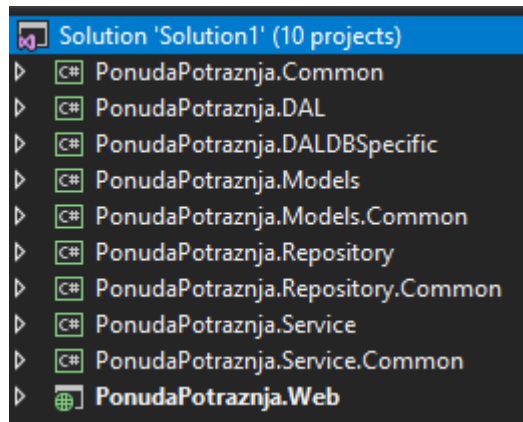 Solution 'Solution1' (10 projects)
C# PonudaPotraznja.Common
C# PonudaPotraznja.DAL
C# PonudaPotraznja.DALDBSpecific
C# PonudaPotraznja.Models
C# PonudaPotraznja.Models.Common
C# PonudaPotraznja.Repository
C# PonudaPotraznja.Repository.Common
C# PonudaPotraznja.Service
C# PonudaPotraznja.Service.Common
PonudaPotraznja.Web